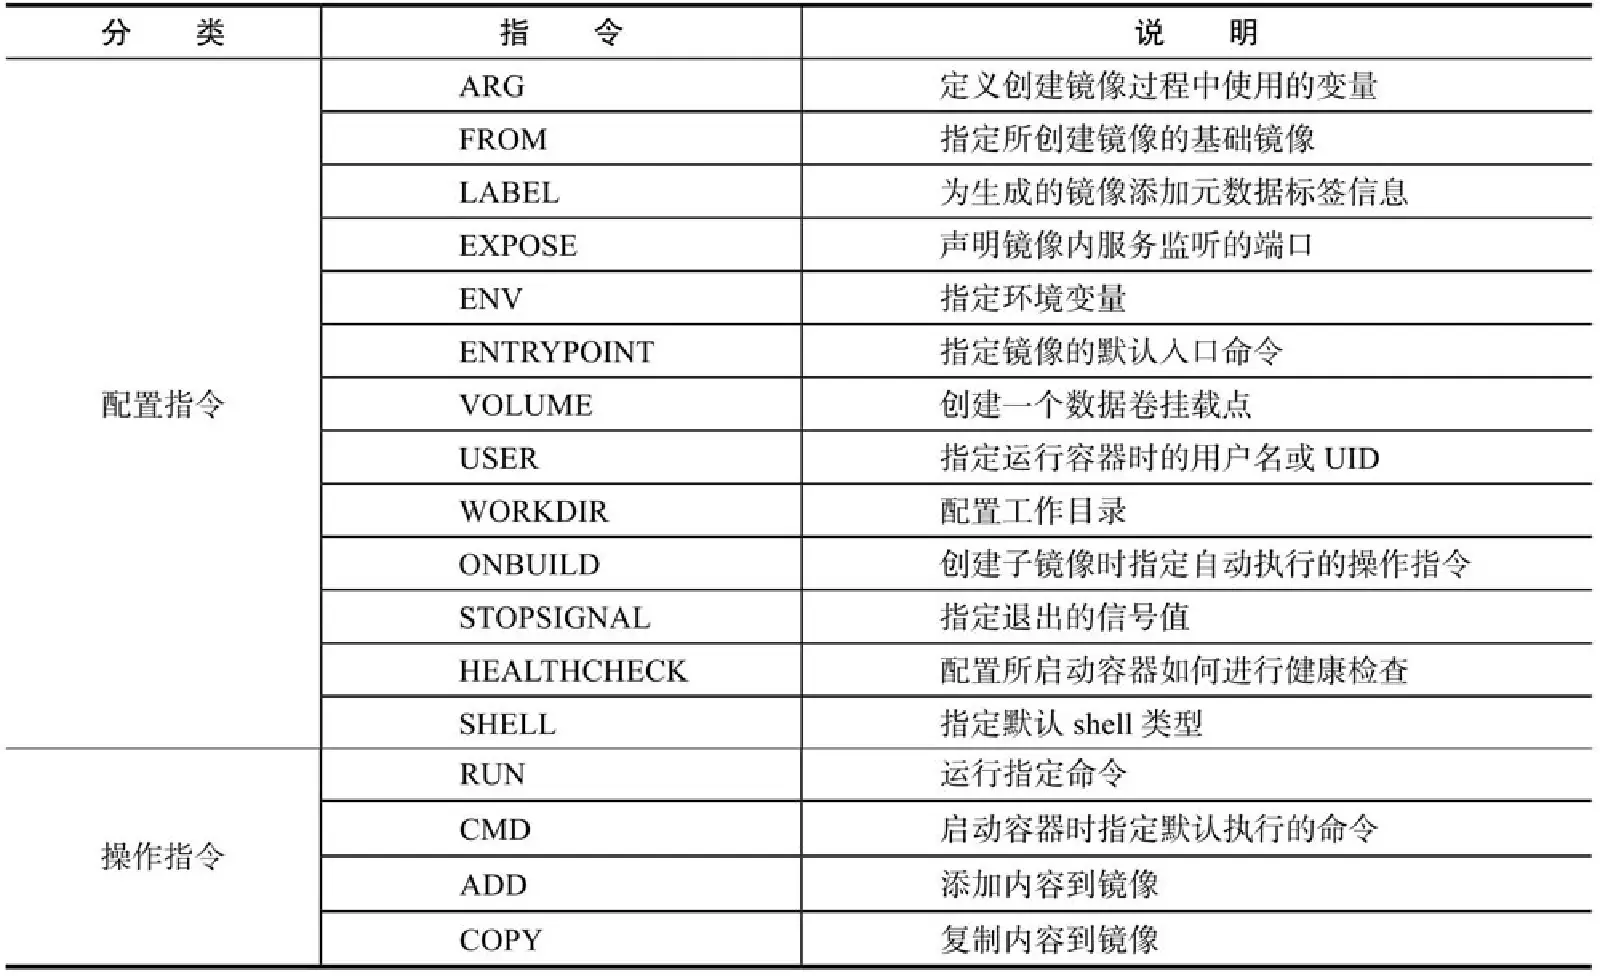 分 类 指 令 说 明
ARG 定义创建镜像过程中使用的变量
FROM 指定所创建镜像的基础镜像
LABEL 为生成的镜像添加元数据标签信息
EXPOSE 声明镜像内服务监听的端口
ENV 指定环境变量
ENTRYPOINT 指定镜像的默认入口命令
配置指令 VOLUME 创建一个数据卷挂载点
USER 指定运行容器时的用户名或 UID
WORKDIR 配置工作目录
ONBUILD 创建子镜像时指定自动执行的操作指令
STOPSIGNAL 指定退出的信号值
HEALTHCHECK 配置所启动容器如何进行健康检查
SHELL 指定默认 shell 类型
RUN 运行指定命令
CMD 启动容器时指定默认执行的命令
操作指令
ADD 添加内容到镜像
COPY 复制内容到镜像